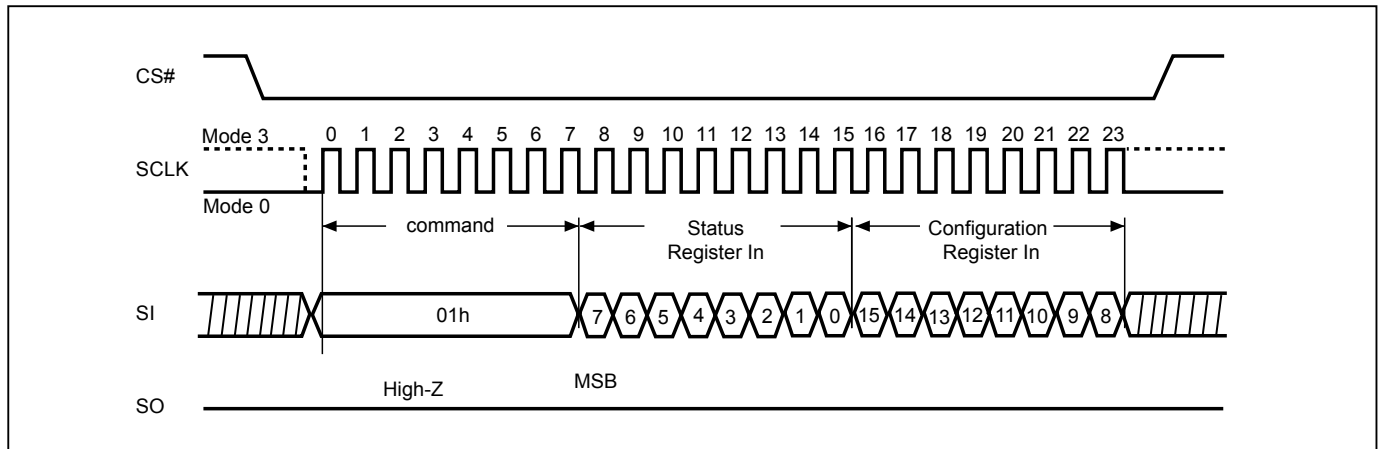 CS#
Mode 3
0 1 2 3 4 5 6 7 8 9 10 11 12 13 14 15 16 17 18 19 20 21 22 23
SCLK
Mode 0
command
Status
Register In
Configuration
Register In
SI
01h
7 6 5 4 3 2 1 0 15 14 13 12 11 10 9 8
High-Z
MSB
SO